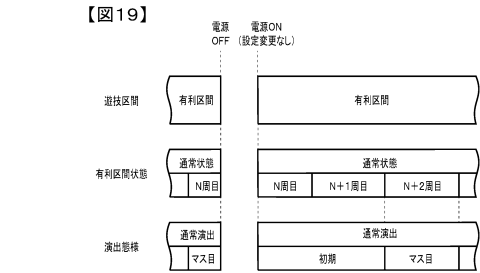 【図19】
電源
OFF
電源ON
(設定変更なし)
遊技区間
有利区間
有利区間
有利区間状態
通常状態
通常状態
N周目
N周目
N+1周目
N+2周目
演出態様
通常演出
通常演出
マス目
初期
マス目